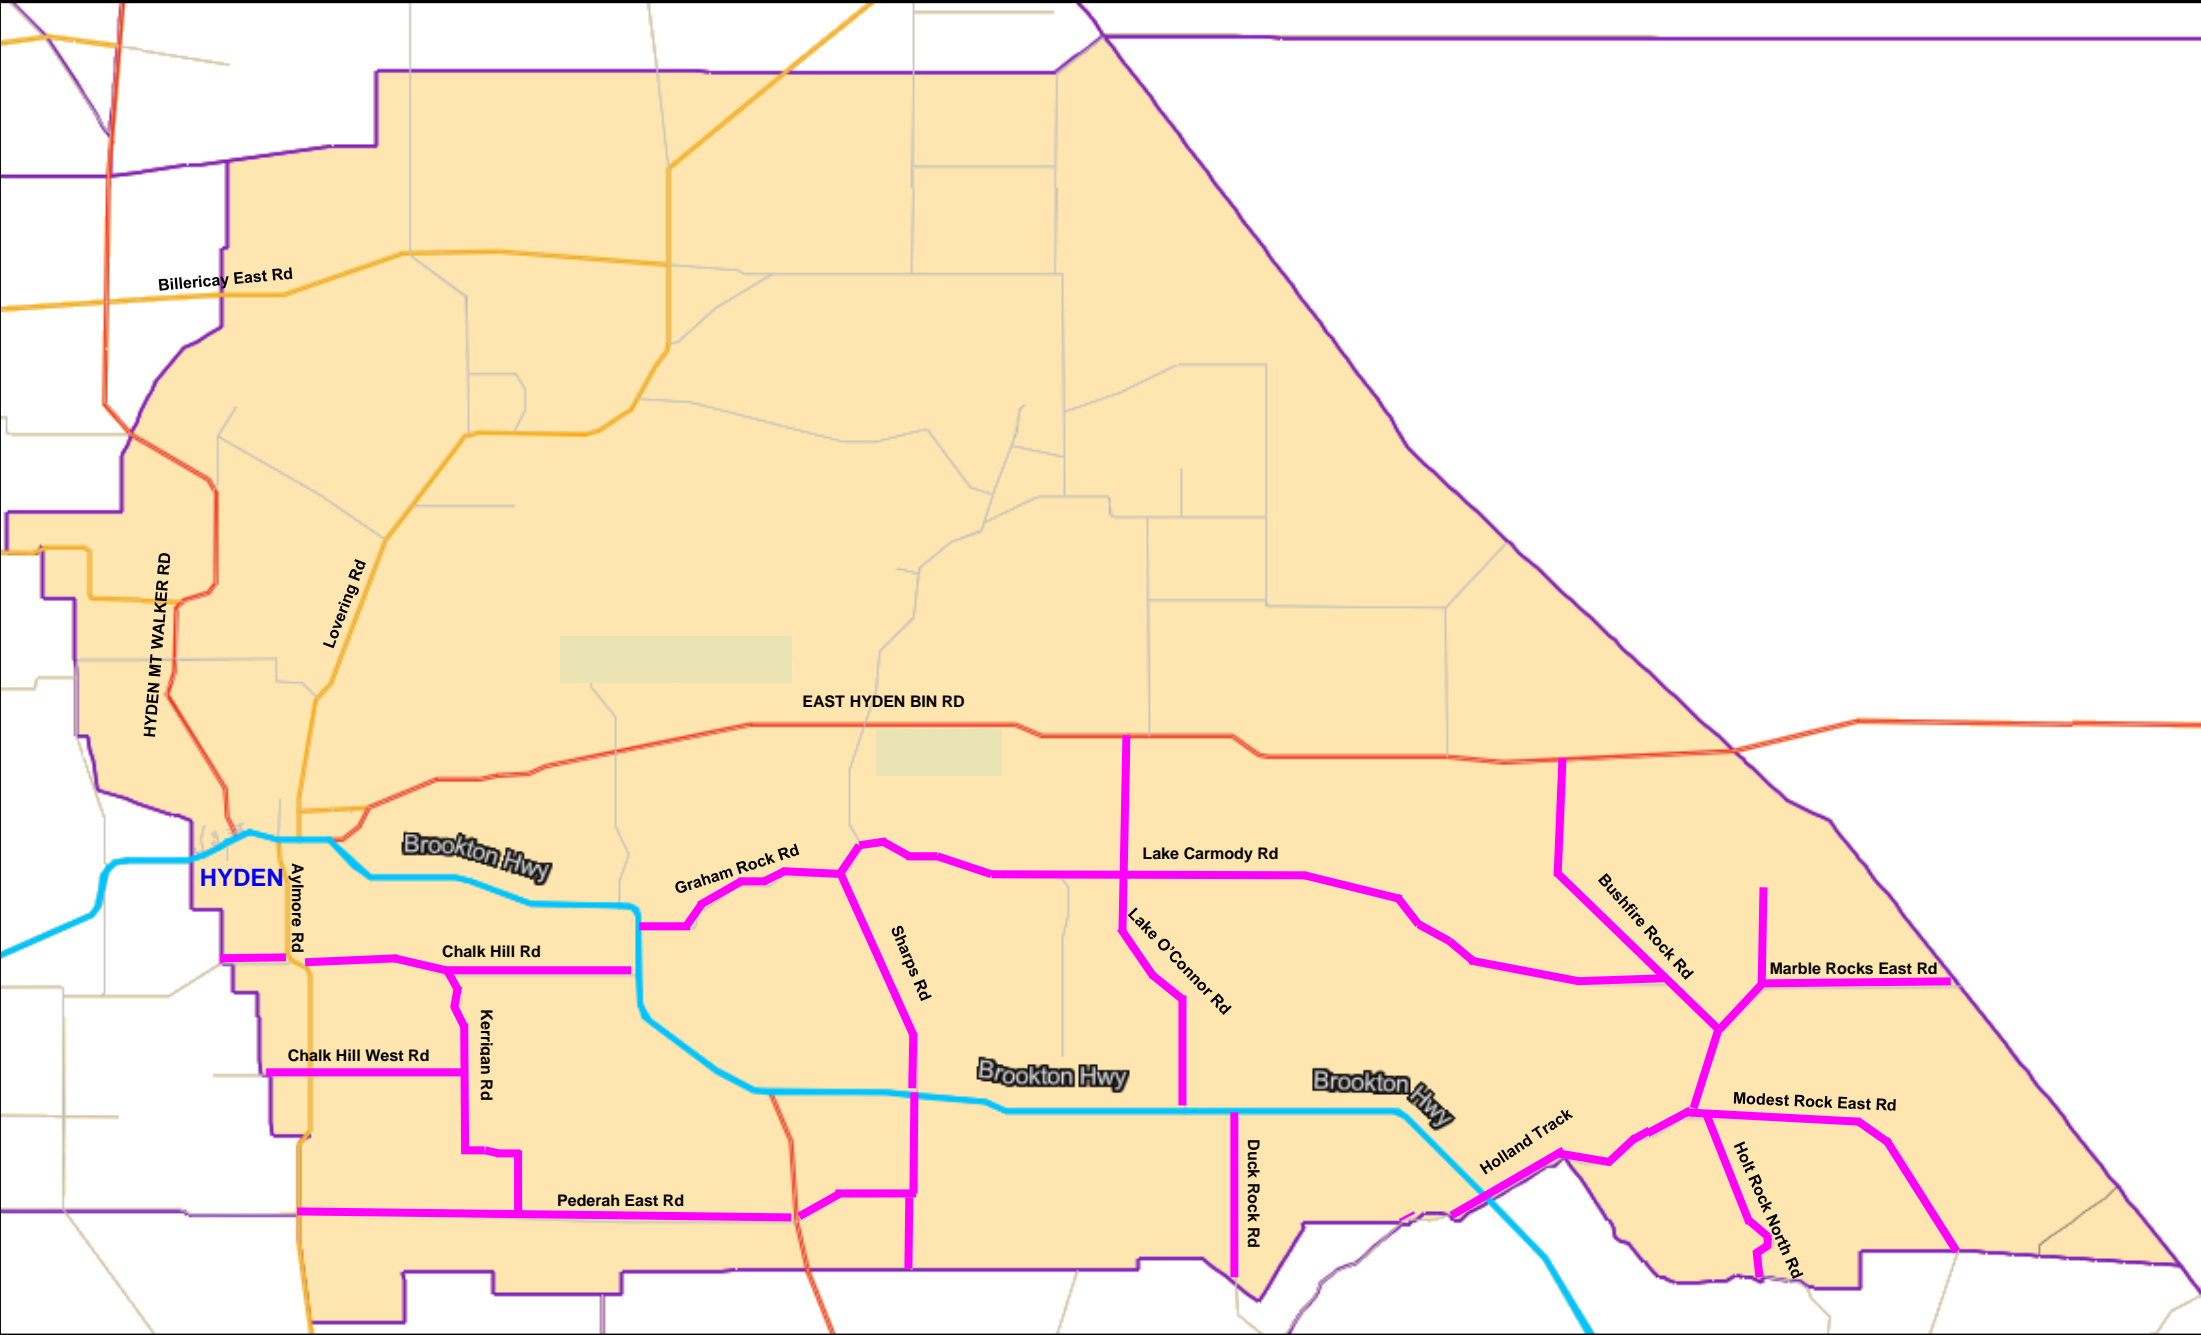 Billericay East Rd
HYDEN MT WALKER RD
Lovering Rd
EAST HYDEN BIN RD
Brookton Hwy
HYDEN
Aylmore Rd
Graham Rock Rd
Lake Carmody Rd
Bushfire Rock Rd
Lake O'Connor Rd
Sharps Rd
Chalk Hill Rd
Marble Rocks East Rd
Kerrigan Rd
Chalk Hill West Rd
Brookton Hwy
Brookton Hwy
Modest Rock East Rd
Holland Track
Duck Rock Rd
Holt Rock North Rd
Pederah East Rd